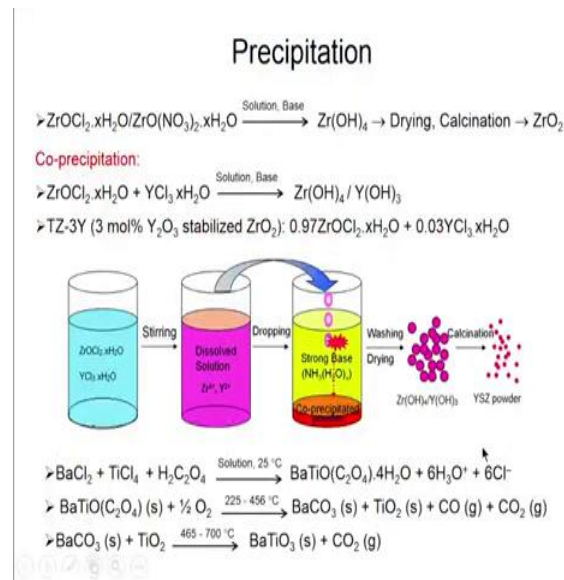 Precipitation
➢ZrOCl₂.xH₂O/ZrO(NO₃)₂.xH₂O —Solution, Base→ Zr(OH)₄ → Drying, Calcination → ZrO₂
Co-precipitation:
➢ZrOCl₂.xH₂O + YCl₃.xH₂O —Solution, Base→ Zr(OH)₄ / Y(OH)₃
➢TZ-3Y (3 mol% Y₂O₃ stabilized ZrO₂): 0.97ZrOCl₂.xH₂O + 0.03YCl₃.xH₂O
ZrOCl₂.xH₂O
YCl₃.xH₂O
Stirring
Dissolved
Solution
Dropping
Strong Base
(NH₃(H₂O)ₓ)
Co-precipitated
Washing
Drying
Zr(OH)₄/Y(OH)₃
Calcination
YSZ powder
➢BaCl₂ + TiCl₄ + H₂C₂O₄ —Solution, 25 °C→ BaTiO(C₂O₄).4H₂O + 6H₃O⁺ + 6Cl⁻
➢ BaTiO(C₂O₄) (s) + ½ O₂ —225 - 456 °C→ BaCO₃ (s) + TiO₂ (s) + CO (g) + CO₂ (g)
➢BaCO₃ (s) + TiO₂ —465 - 700 °C→ BaTiO₃ (s) + CO₂ (g)